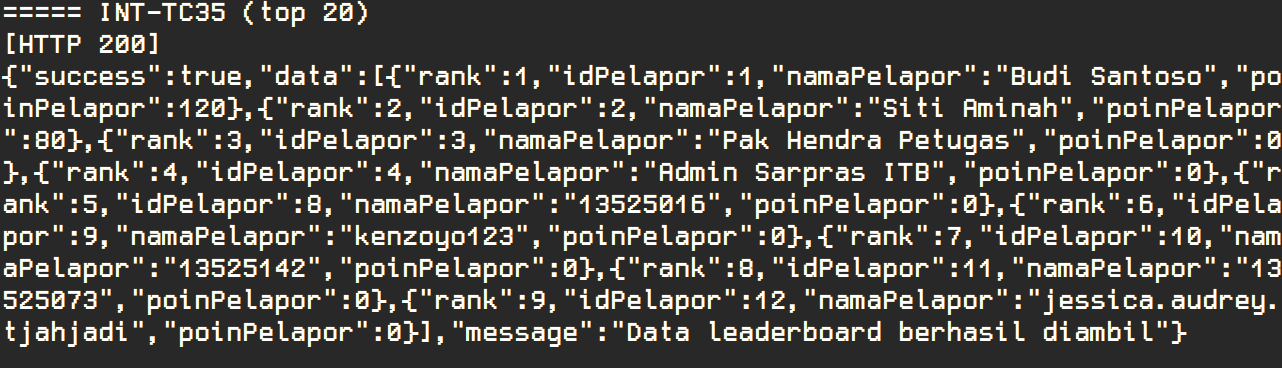 ===== INT-TC35 (top 20)
[HTTP 200]
{"success":true,"data":[{"rank":1,"idPelapor":1,"namaPelapor":"Budi Santoso","po
inPelapor":120},{"rank":2,"idPelapor":2,"namaPelapor":"Siti Aminah","poinPelapor
":80},{"rank":3,"idPelapor":3,"namaPelapor":"Pak Hendra Petugas","poinPelapor":0
},{"rank":4,"idPelapor":4,"namaPelapor":"Admin Sarpras ITB","poinPelapor":0},{"r
ank":5,"idPelapor":8,"namaPelapor":"13525016","poinPelapor":0},{"rank":6,"idPela
por":9,"namaPelapor":"kenzoyo123","poinPelapor":0},{"rank":7,"idPelapor":10,"nam
aPelapor":"13525142","poinPelapor":0},{"rank":8,"idPelapor":11,"namaPelapor":"13
525073","poinPelapor":0},{"rank":9,"idPelapor":12,"namaPelapor":"jessica.audrey.
tjahjadi","poinPelapor":0}],"message":"Data leaderboard berhasil diambil"}